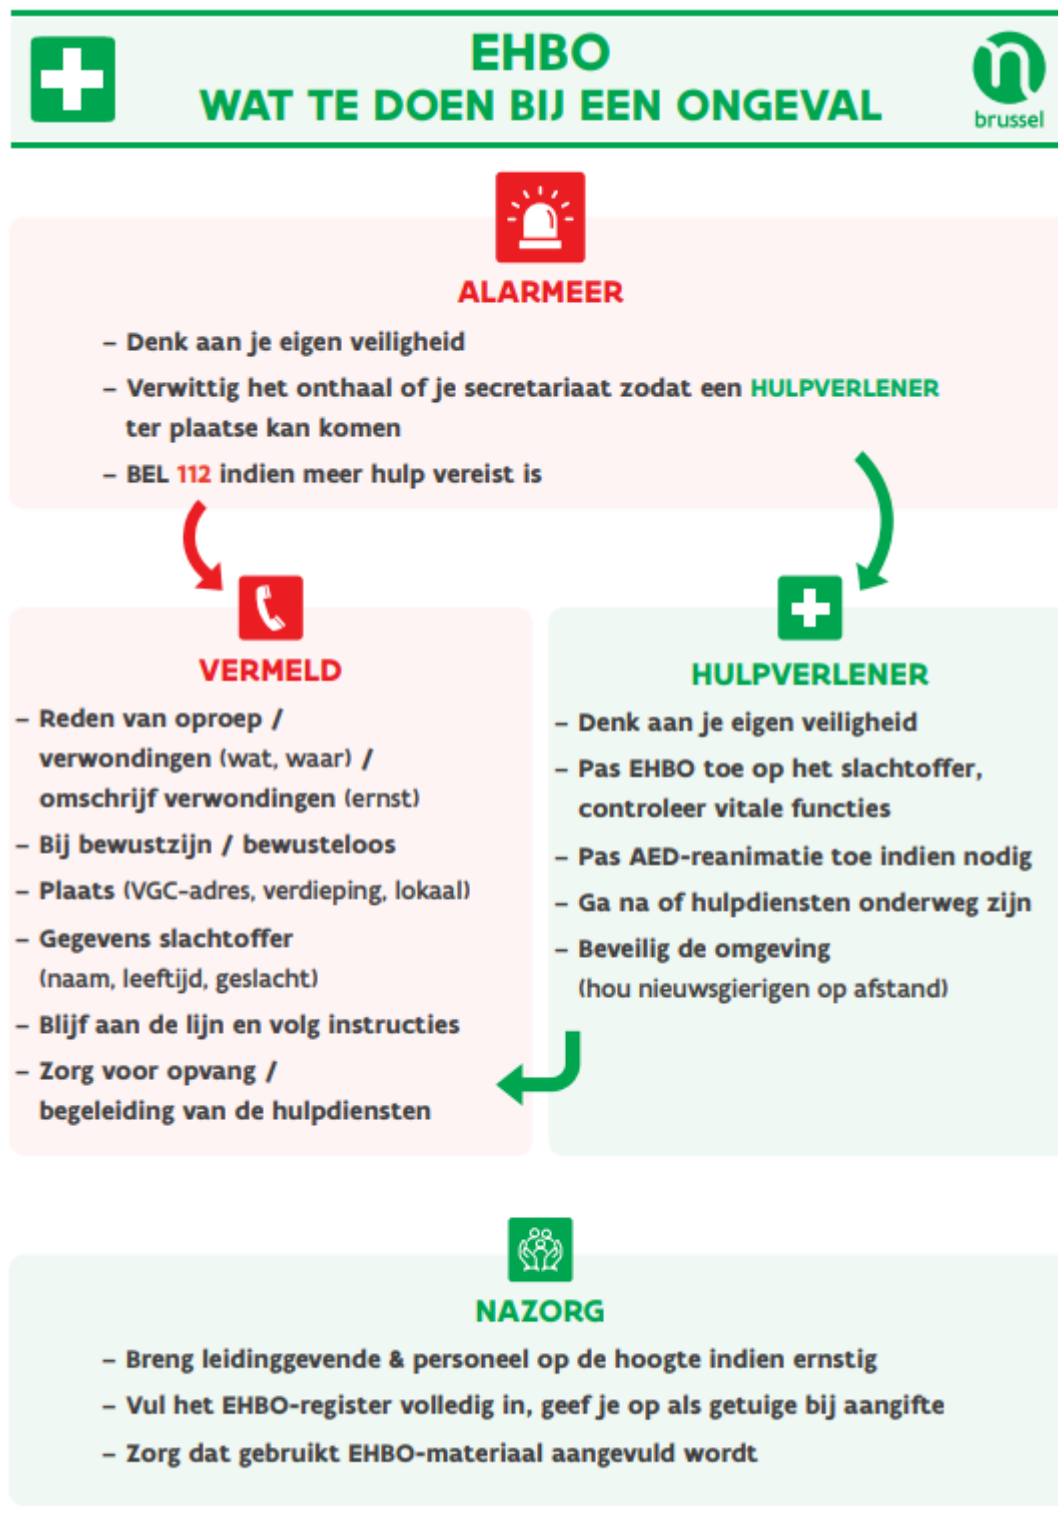 EHBO
WAT TE DOEN BIJ EEN ONGEVAL
n
brussel
ALARMEER
– Denk aan je eigen veiligheid
– Verwittig het onthaal of je secretariaat zodat een HULPVERLENER
ter plaatse kan komen
– BEL 112 indien meer hulp vereist is
VERMELD
– Reden van oproep /
verwondingen (wat, waar) /
omschrijf verwondingen (ernst)
– Bij bewustzijn / bewusteloos
– Plaats (VGC-adres, verdieping, lokaal)
– Gegevens slachtoffer
(naam, leeftijd, geslacht)
– Blijf aan de lijn en volg instructies
– Zorg voor opvang /
begeleiding van de hulpdiensten
HULPVERLENER
– Denk aan je eigen veiligheid
– Pas EHBO toe op het slachtoffer,
controleer vitale functies
– Pas AED-reanimatie toe indien nodig
– Ga na of hulpdiensten onderweg zijn
– Beveilig de omgeving
(hou nieuwsgierigen op afstand)
NAZORG
– Breng leidinggevende & personeel op de hoogte indien ernstig
– Vul het EHBO-register volledig in, geef je op als getuige bij aangifte
– Zorg dat gebruikt EHBO-materiaal aangevuld wordt